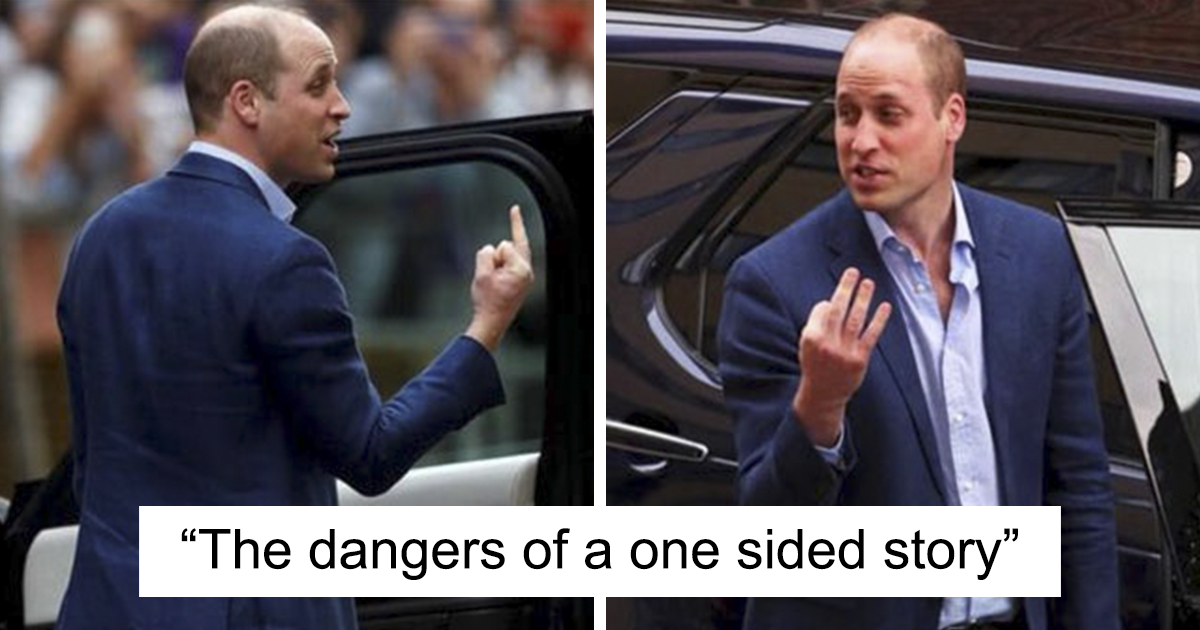 “The dangers of a one sided story”